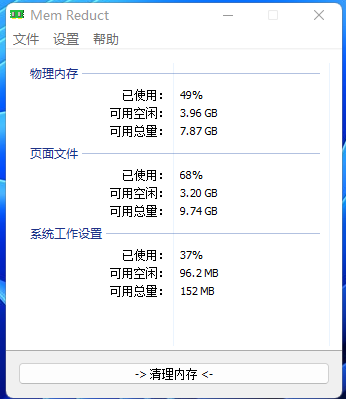 Mem Reduct
文件 设置 帮助
物理内存
已使用： 49%
可用空闲： 3.96 GB
可用总量： 7.87 GB
页面文件
已使用： 68%
可用空闲： 3.20 GB
可用总量： 9.74 GB
系统工作设置
已使用： 37%
可用空闲： 96.2 MB
可用总量： 152 MB
-> 清理内存 <-